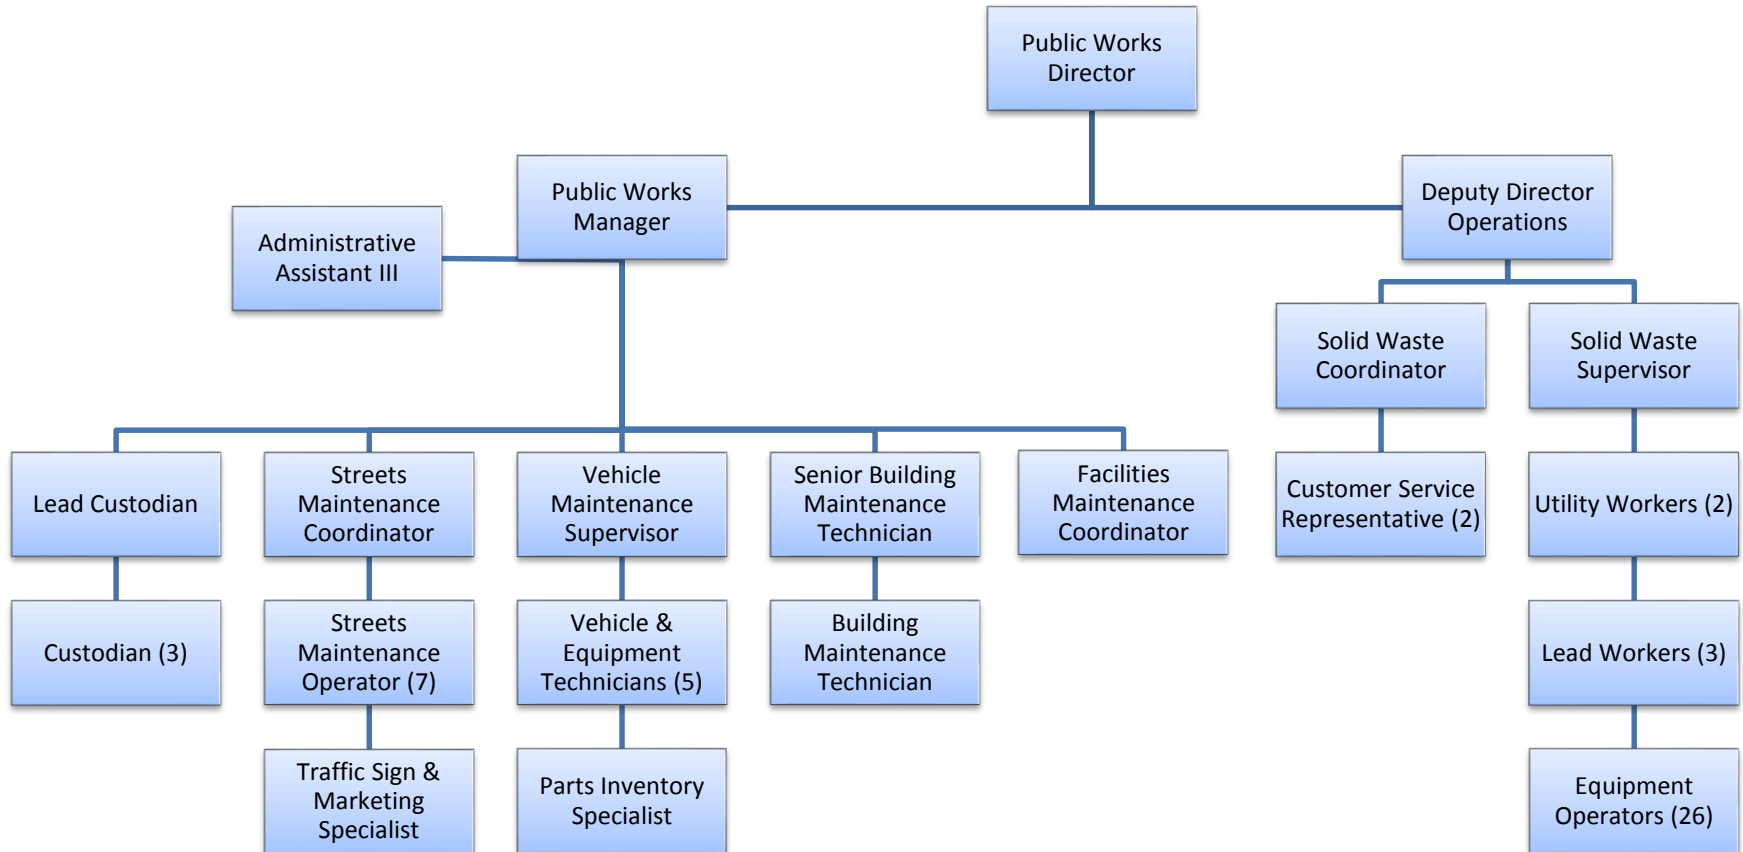 Public Works
Director
Public Works
Manager
Deputy Director
Operations
Administrative
Assistant III
Solid Waste
Coordinator
Solid Waste
Supervisor
Lead Custodian
Streets
Maintenance
Coordinator
Vehicle
Maintenance
Supervisor
Senior Building
Maintenance
Technician
Facilities
Maintenance
Coordinator
Customer Service
Representative (2)
Utility Workers (2)
Custodian (3)
Streets
Maintenance
Operator (7)
Vehicle &
Equipment
Technicians (5)
Building
Maintenance
Technician
Lead Workers (3)
Traffic Sign &
Marketing
Specialist
Parts Inventory
Specialist
Equipment
Operators (26)